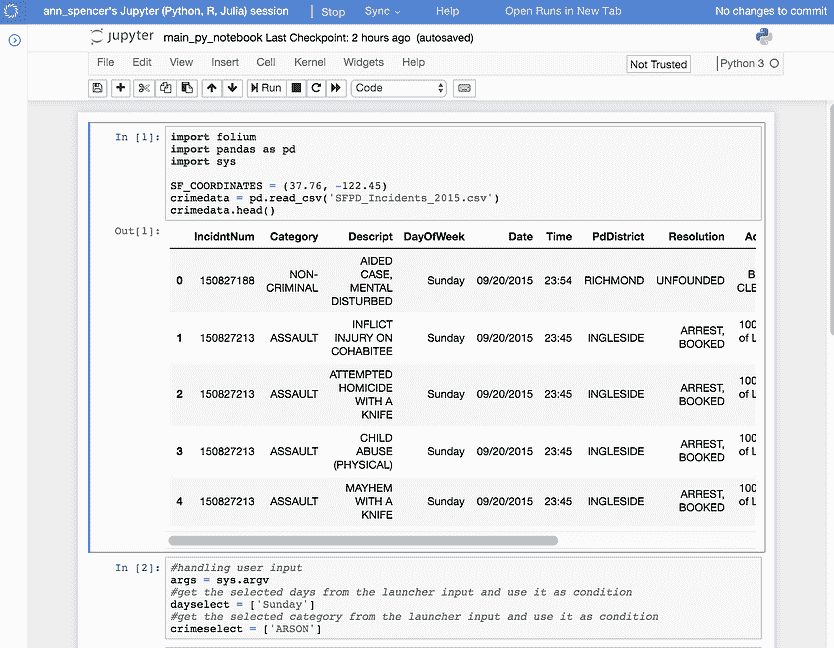 ann_spencer's Jupyter (Python, R, Julia) session Stop Sync Help Open Runs in New Tab No changes to commit
jupyter main_py_notebook Last Checkpoint: 2 hours ago (autosaved)
File Edit View Insert Cell Kernel Widgets Help Not Trusted Python 3
Run Code
In [1]: import folium
import pandas as pd
import sys
SF_COORDINATES = (37.76, -122.45)
crimedata = pd.read_csv('SFPD_Incidents_2015.csv')
crimedata.head()
Out[1]:
IncidntNum Category Descript DayOfWeek Date Time PdDistrict Resolution Ac
AIDED
NON- CASE, B
0 150827188 CRIMINAL MENTAL Sunday 09/20/2015 23:54 RICHMOND UNFOUNDED CLE
DISTURBED
INFLICT
1 150827213 ASSAULT INJURY ON Sunday 09/20/2015 23:45 INGLESIDE ARREST, 100
COHABITEE BOOKED of L
ATTEMPTED
HOMICIDE ARREST, 100
2 150827213 ASSAULT WITH A Sunday 09/20/2015 23:45 INGLESIDE BOOKED of L
KNIFE
CHILD
3 150827213 ASSAULT ABUSE Sunday 09/20/2015 23:45 INGLESIDE ARREST, 100
(PHYSICAL) BOOKED of L
MAYHEM
4 150827213 ASSAULT WITH A Sunday 09/20/2015 23:45 INGLESIDE ARREST, 100
KNIFE BOOKED of L
In [2]: #handling user input
args = sys.argv
#get the selected days from the launcher input and use it as condition
dayselect = ['Sunday']
#get the selected category from the launcher input and use it as condition
crimeselect = ['ARSON']